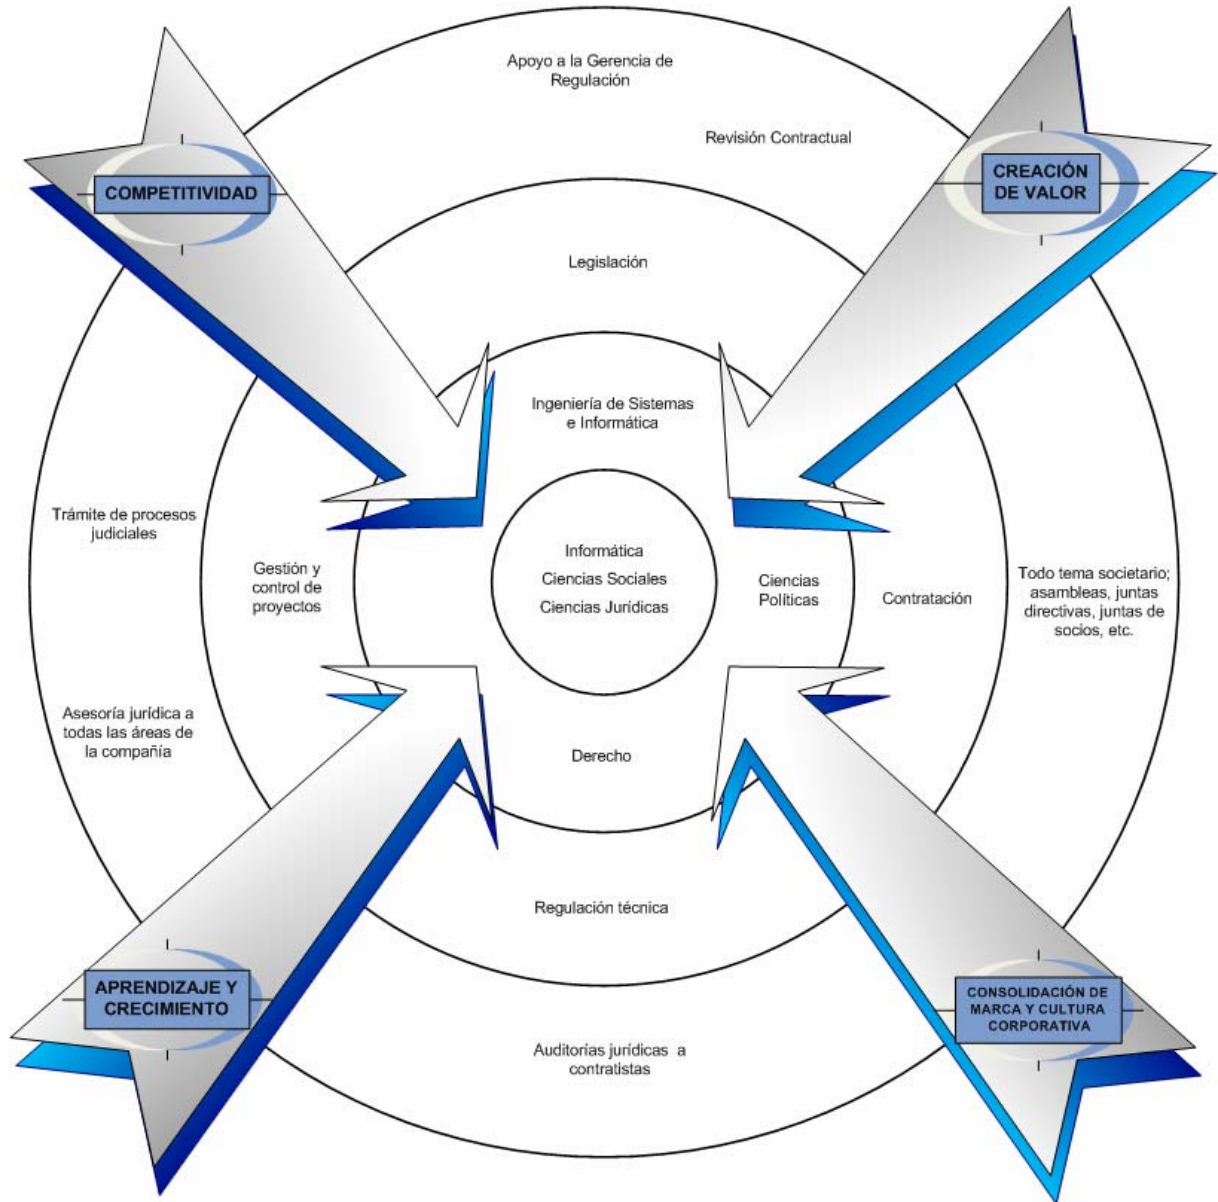 Apoyo a la Gerencia de
Regulación
Revisión Contractual
COMPETITIVIDAD
CREACIÓN
DE VALOR
Legislación
Ingeniería de Sistemas
e Informática
Trámite de procesos
judiciales
Gestión y
control de
proyectos
Informática
Ciencias Sociales
Ciencias Jurídicas
Ciencias
Políticas
Contratación
Todo tema societario;
asambleas, juntas
directivas, juntas de
socios, etc.
Asesoría jurídica a
todas las áreas de
la compañía
Derecho
Regulación técnica
APRENDIZAJE Y
CRECIMIENTO
CONSOLIDACIÓN DE
MARCA Y CULTURA
CORPORATIVA
Auditorías jurídicas a
contratistas